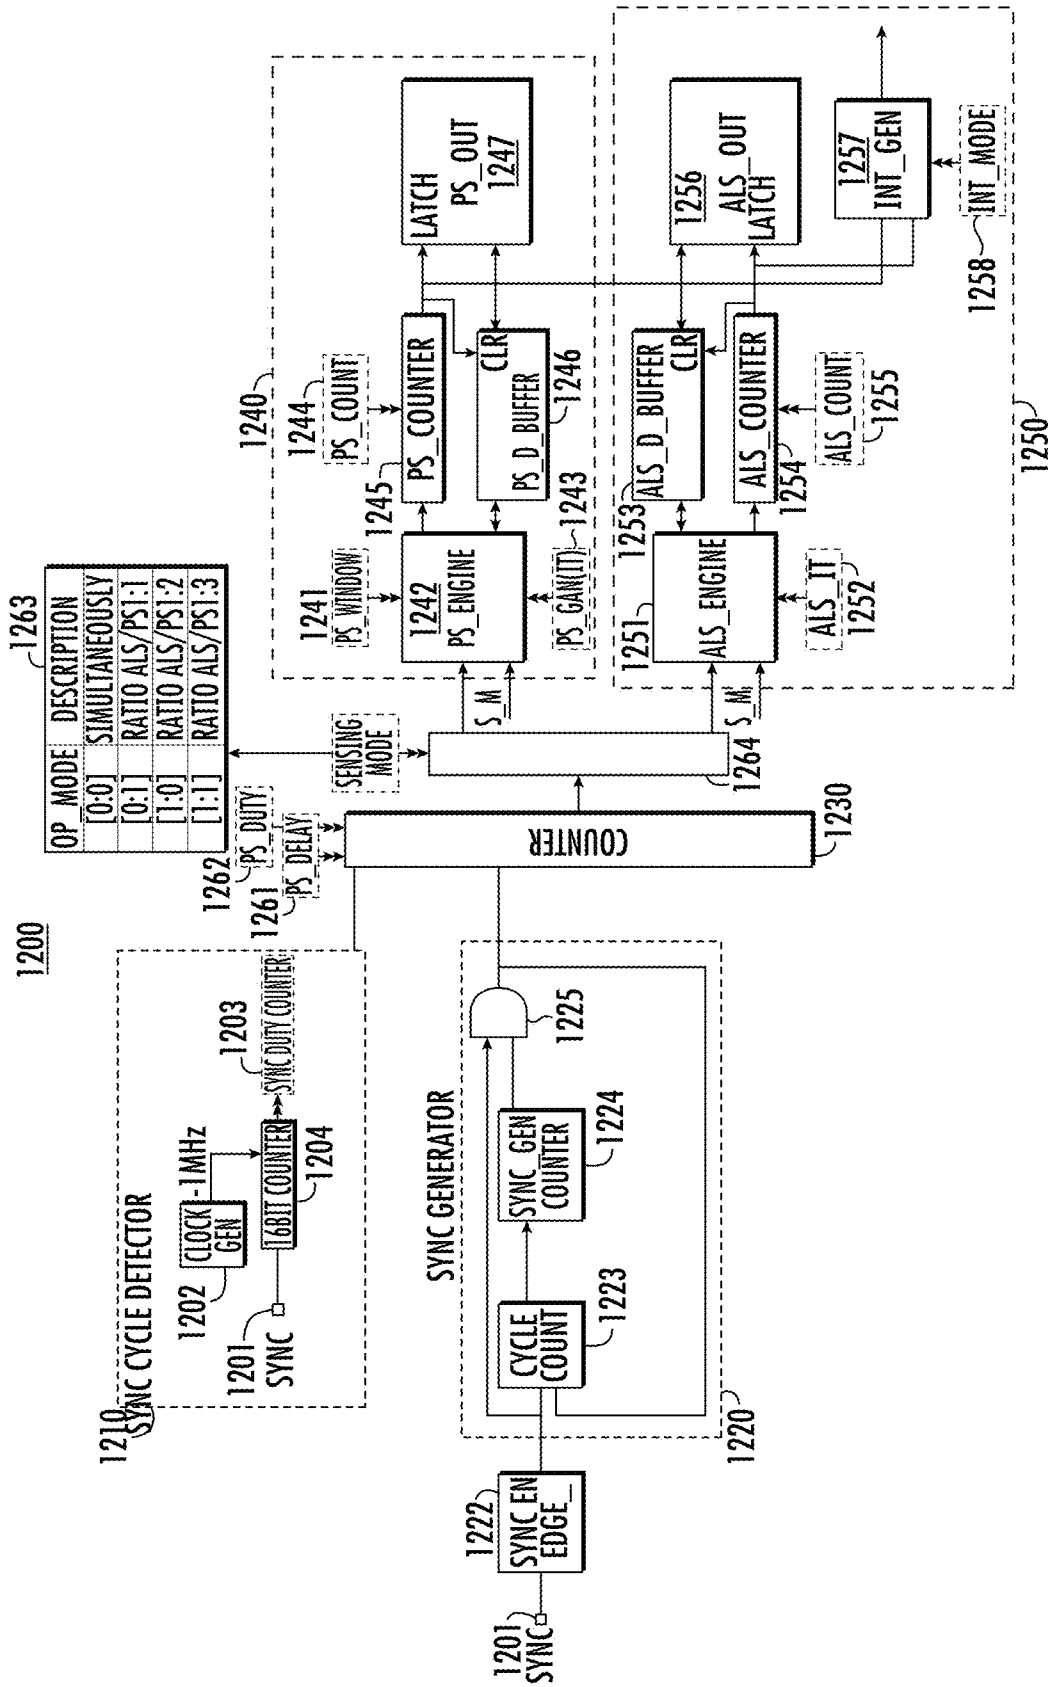 1200
SYNC CYCLE DETECTOR
1210
CLOCK
GEN
1202
-1MHz
1201
SYNC
16BIT COUNTER
1204
1203
SYNC DUTY COUNTER
1201
SYNC
1222
SYNC EN
EDGE_
SYNC GENERATOR
1220
CYCLE
COUNT
1223
SYNC_GEN
COUNTER
1224
1225
1262
PS_DUTY
1261
PS_DELAY
COUNTER
1230
1263
OP_MODE DESCRIPTION
[0:0] SIMULTANEOUSLY
[0:1] RATIO ALS/PS1:1
[1:0] RATIO ALS/PS1:2
[1:1] RATIO ALS/PS1:3
SENSING
MODE
1264
S_M
S_M
1240
1241
PS_WINDOW
1242
PS_ENGINE
PS_GAN(IT)
1243
1244
PS_COUNT
1245
PS_COUNTER
CLR
PS_D_BUFFER
1246
LATCH
PS_OUT
1247
1250
1251
ALS_ENGINE
ALS_IT
1252
1253
ALS_D_BUFFER
CLR
ALS_COUNTER
1254
ALS_COUNT
1255
1256
ALS_OUT
LATCH
1257
INT_GEN
INT_MODE
1258